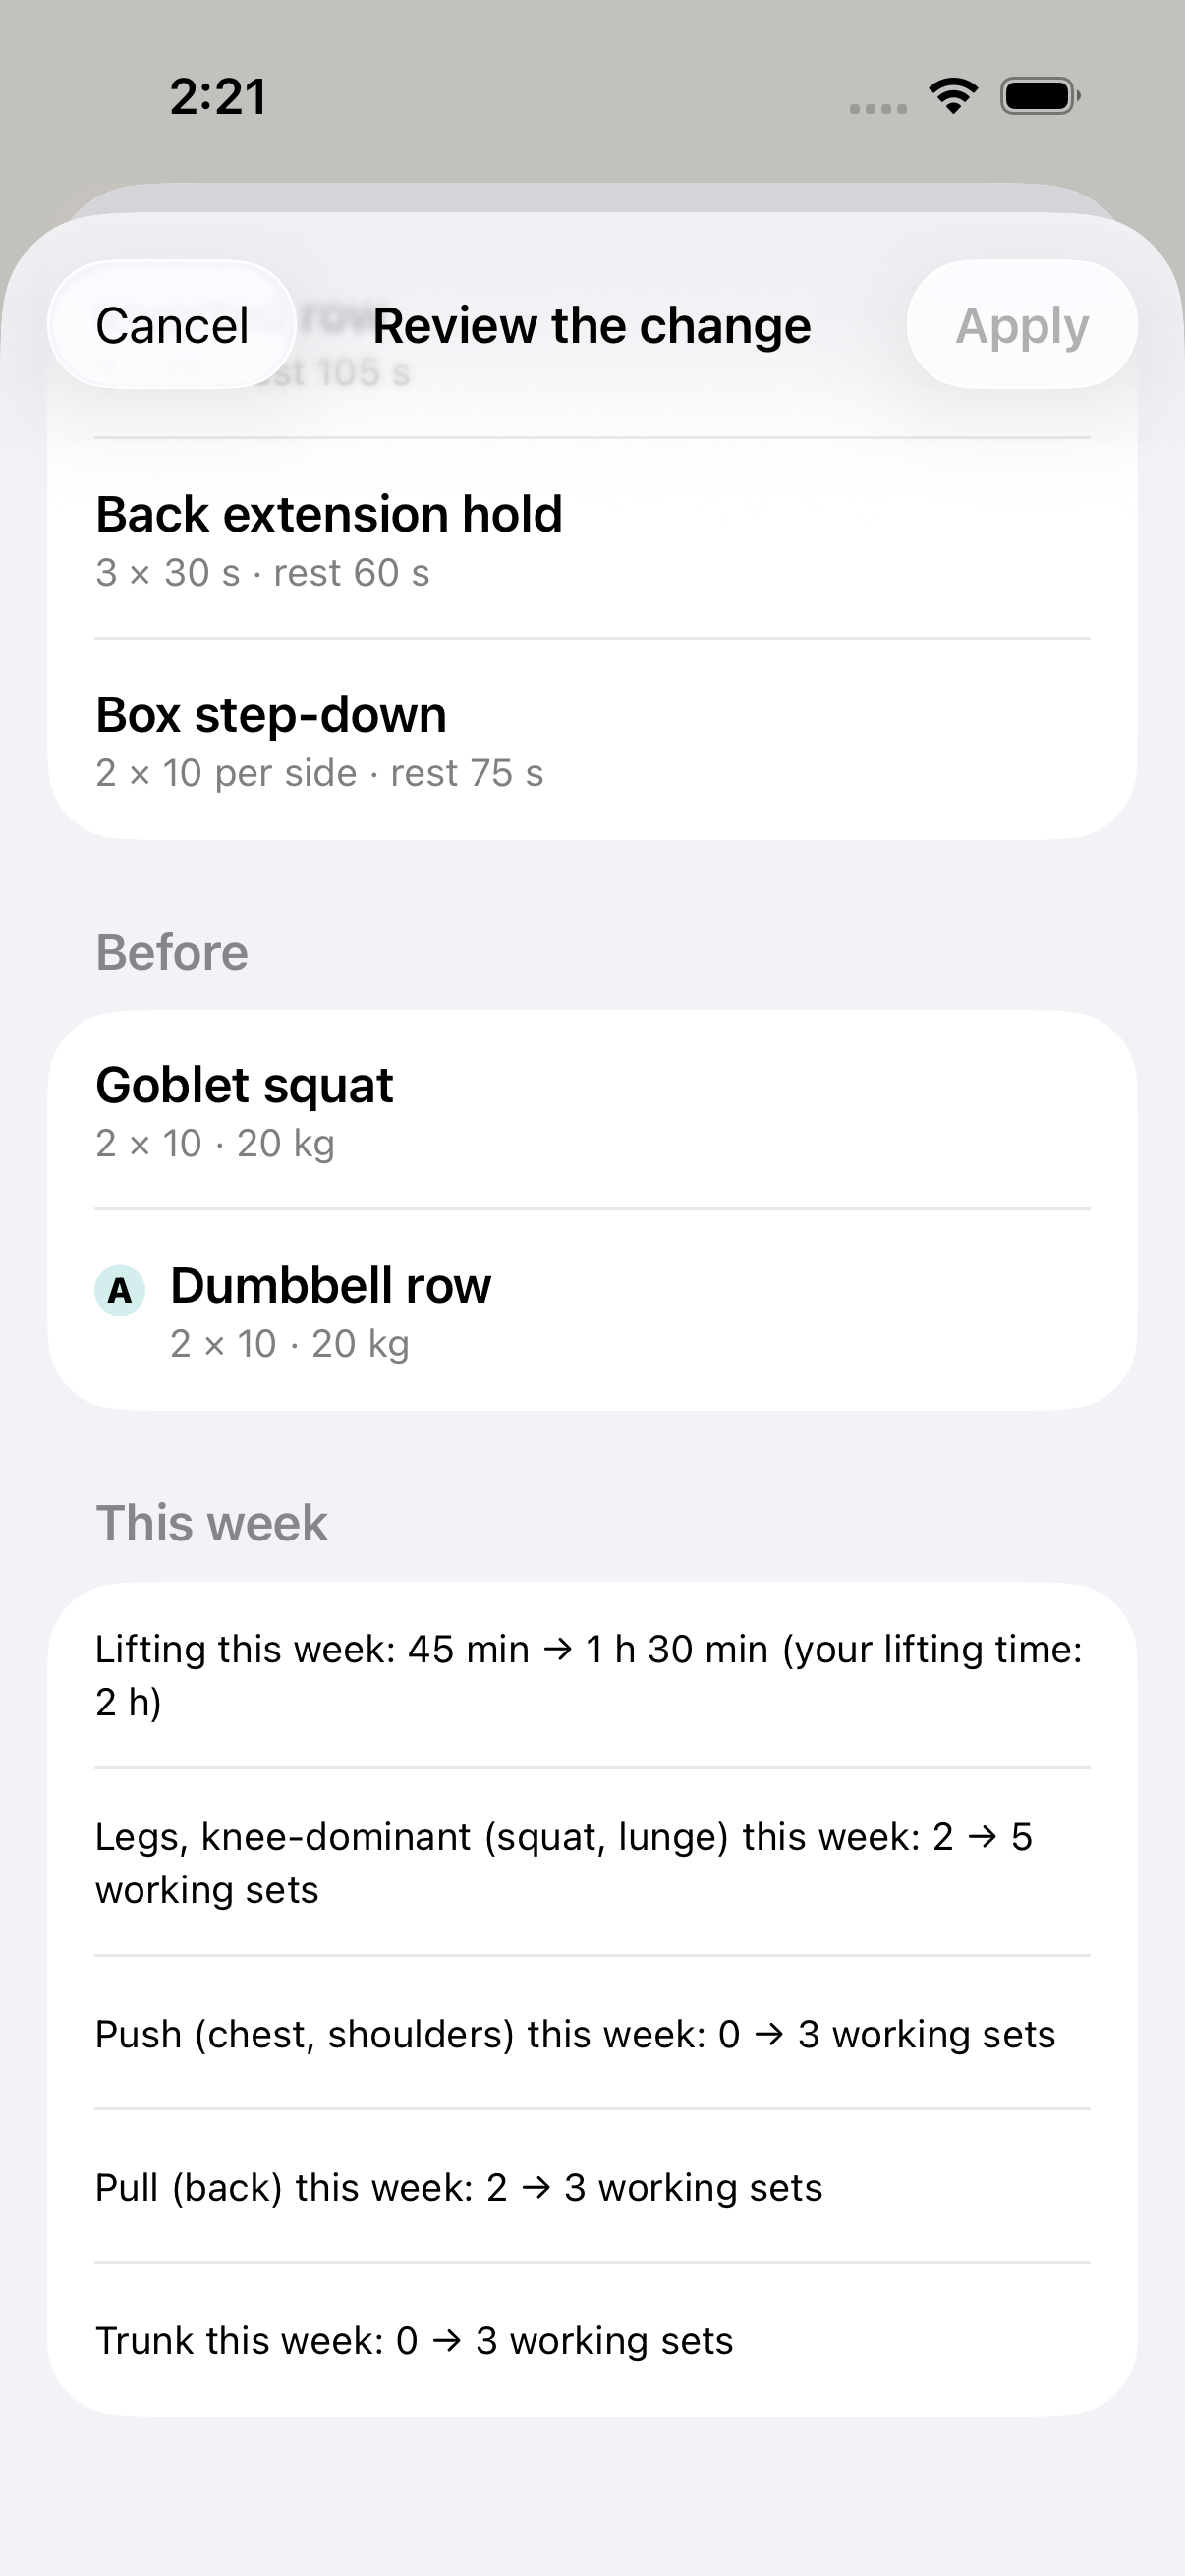 2:21
Cancel
Review the change
Apply
row
st 105 s
Back extension hold
3 × 30 s · rest 60 s
Box step-down
2 × 10 per side · rest 75 s
Before
Goblet squat
2 × 10 · 20 kg
A
Dumbbell row
2 × 10 · 20 kg
This week
Lifting this week: 45 min → 1 h 30 min (your lifting time:
2 h)
Legs, knee-dominant (squat, lunge) this week: 2 → 5
working sets
Push (chest, shoulders) this week: 0 → 3 working sets
Pull (back) this week: 2 → 3 working sets
Trunk this week: 0 → 3 working sets